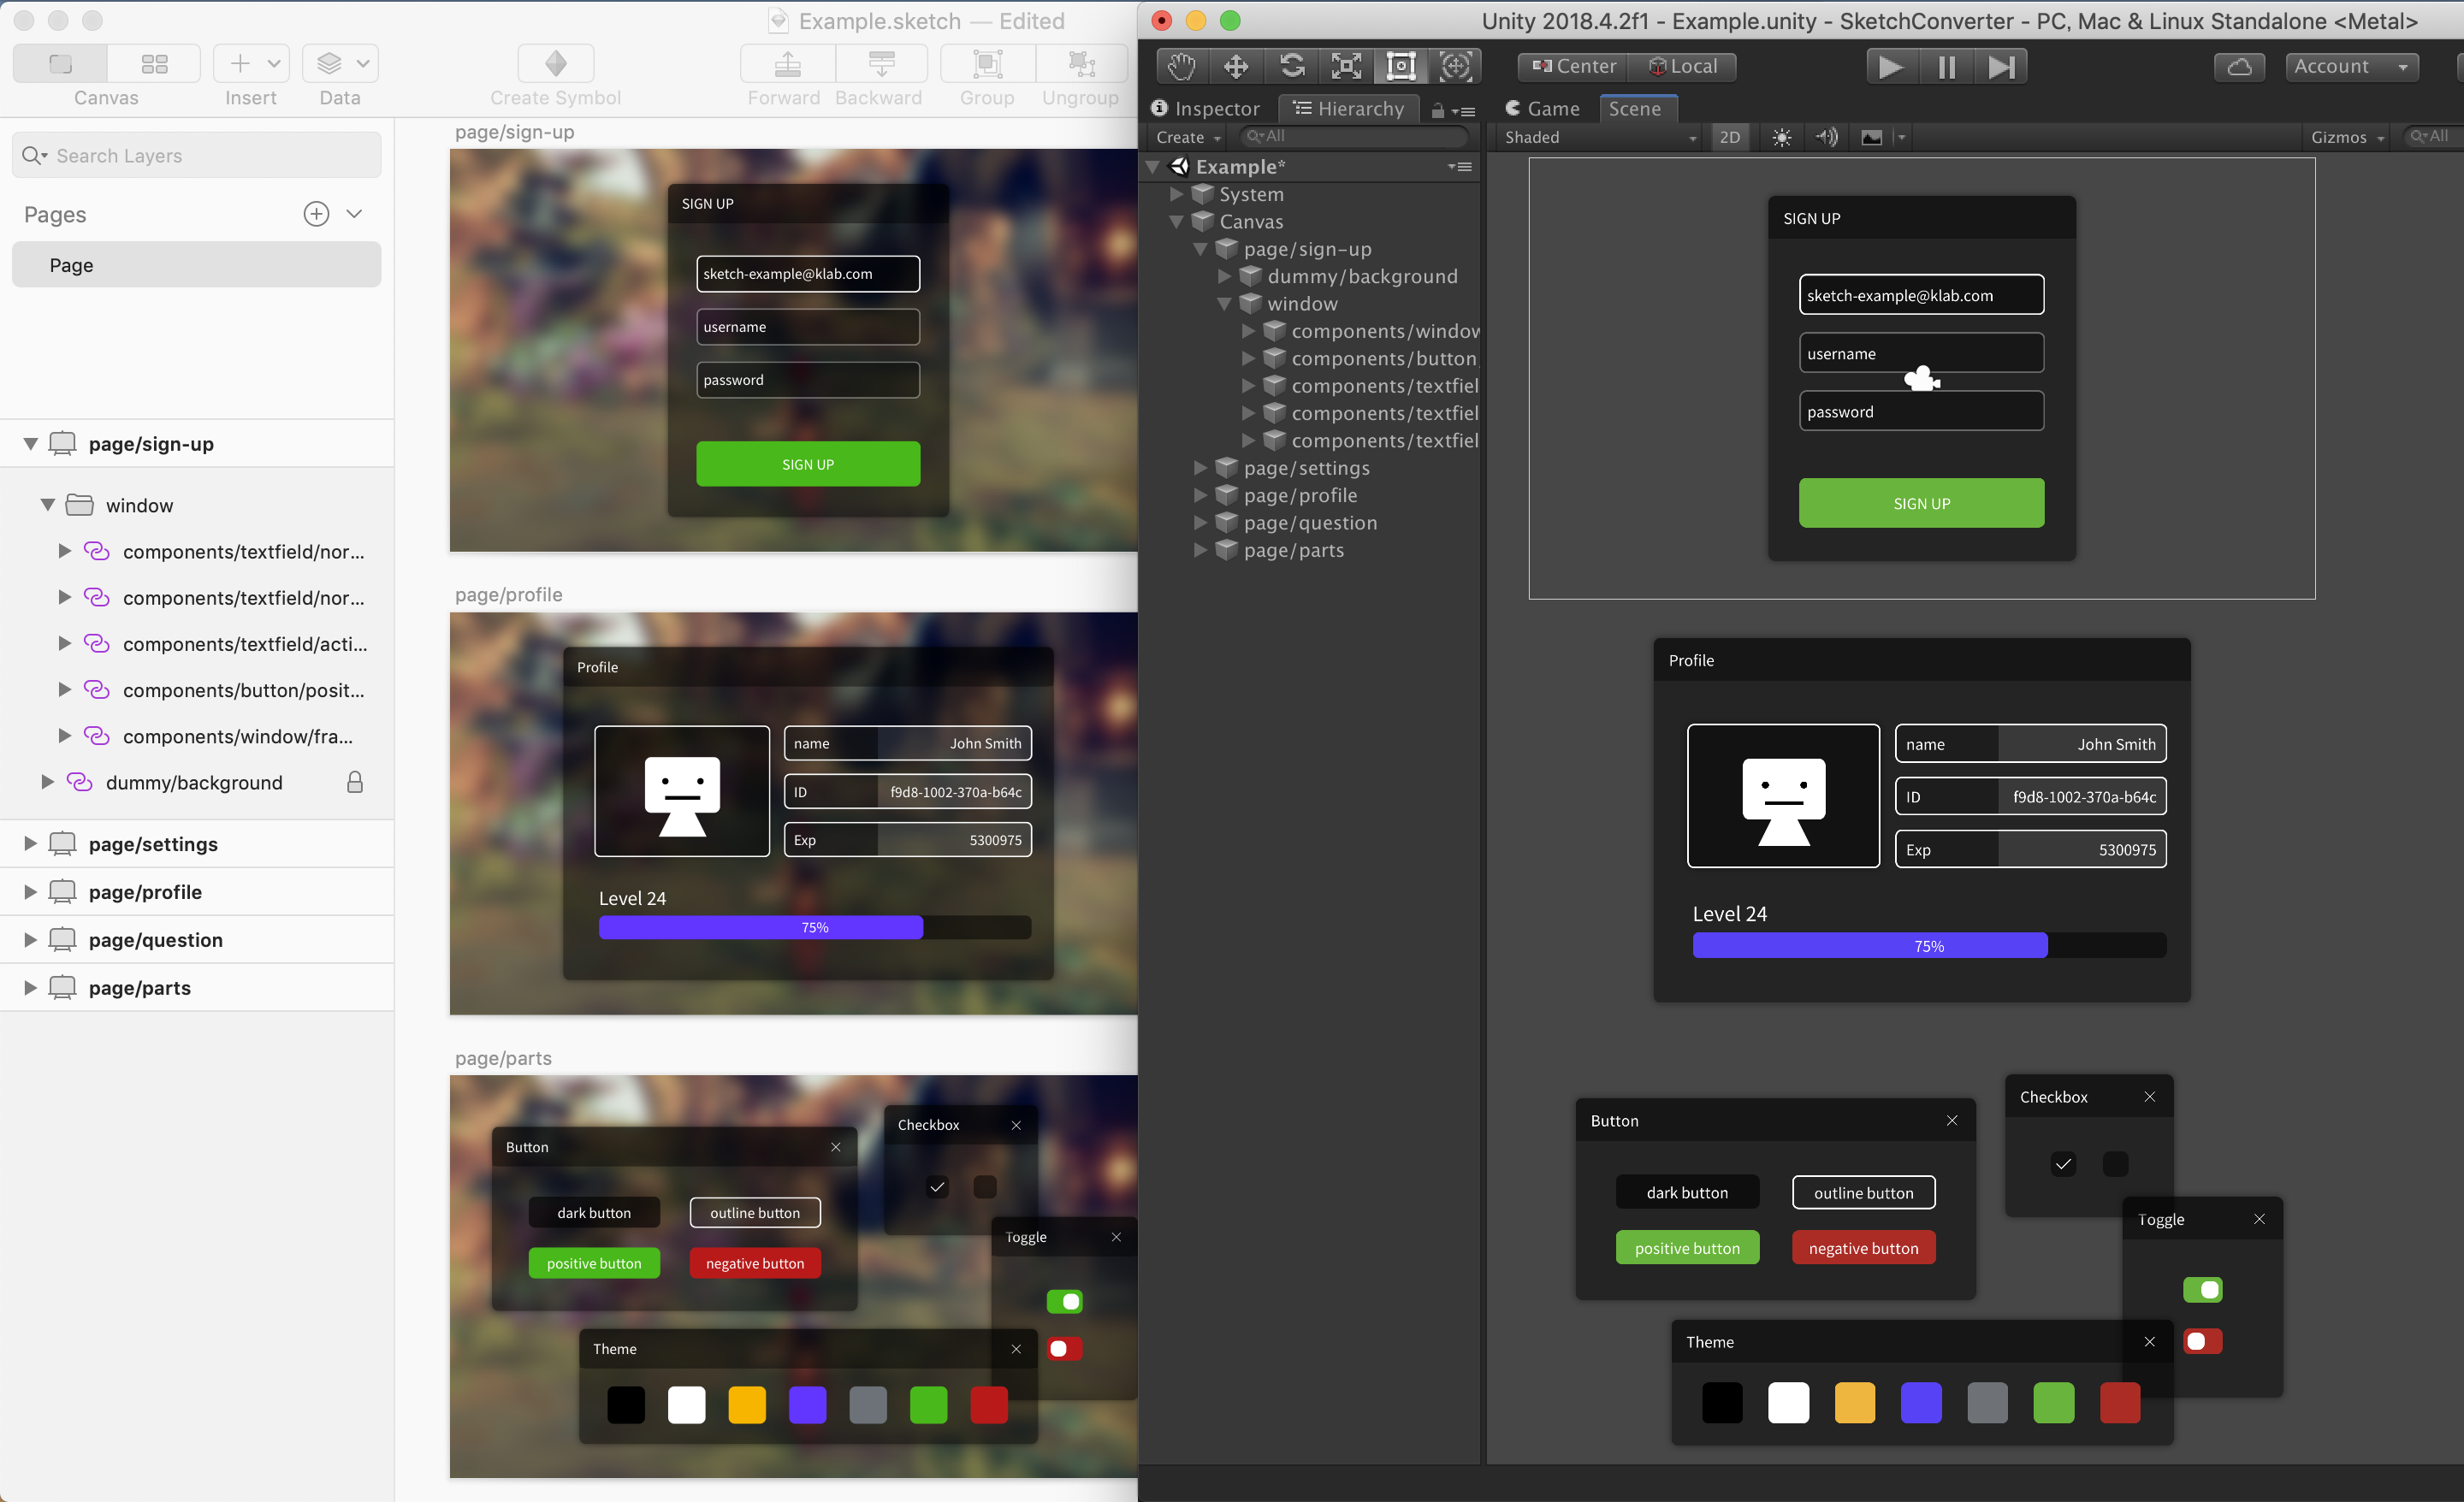 Example.sketch — Edited
Canvas
Insert
Data
Create Symbol
Forward
Backward
Group
Ungroup
Search Layers
Pages
Page
page/sign-up
window
components/textfield/nor...
components/textfield/nor...
components/textfield/acti...
components/button/posit...
components/window/fra...
dummy/background
page/settings
page/profile
page/question
page/parts
page/sign-up
SIGN UP
sketch-example@klab.com
username
password
SIGN UP
page/profile
Profile
name John Smith
ID f9d8-1002-370a-b64c
Exp 5300975
Level 24
75%
page/parts
Button
dark button
outline button
positive button
negative button
Checkbox
Toggle
Theme
Unity 2018.4.2f1 - Example.unity - SketchConverter - PC, Mac & Linux Standalone <Metal>
Center
Local
Account
Inspector
Hierarchy
Create
All
Example*
System
Canvas
page/sign-up
dummy/background
window
components/window
components/button
components/textfiel
components/textfiel
components/textfiel
page/settings
page/profile
page/question
page/parts
Game
Scene
Shaded
2D
Gizmos
All
SIGN UP
sketch-example@klab.com
username
password
SIGN UP
Profile
name John Smith
ID f9d8-1002-370a-b64c
Exp 5300975
Level 24
75%
Button
dark button
outline button
positive button
negative button
Checkbox
Toggle
Theme